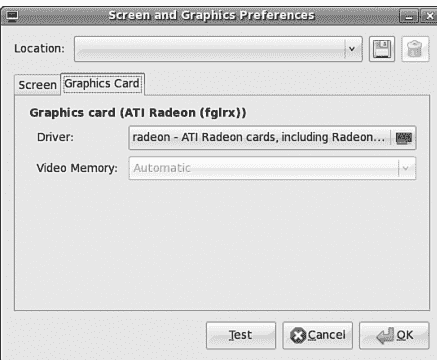 Screen and Graphics Preferences
Location:
Screen Graphics Card
Graphics card (ATI Radeon (fglrx))
Driver: radeon - ATI Radeon cards, including Radeon...
Video Memory: Automatic
Test Cancel OK